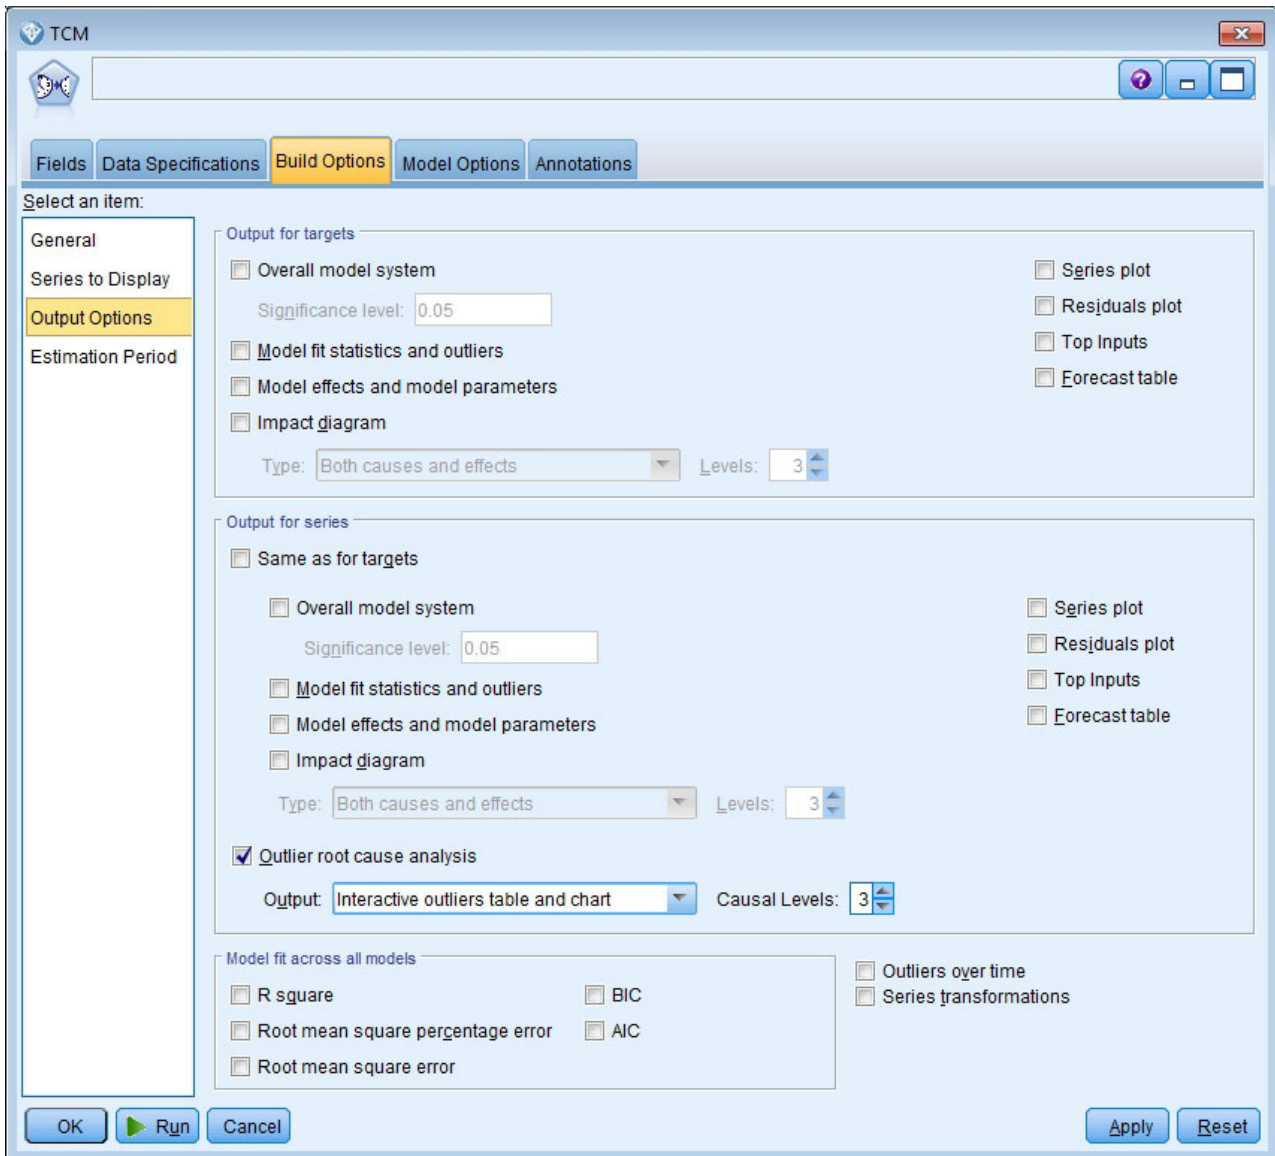 TCM
Fields Data Specifications Build Options Model Options Annotations
Select an item:
General
Series to Display
Output Options
Estimation Period
Output for targets
Overall model system
Significance level: 0.05
Model fit statistics and outliers
Model effects and model parameters
Impact diagram
Type: Both causes and effects Levels: 3
Series plot
Residuals plot
Top Inputs
Forecast table
Output for series
Same as for targets
Overall model system
Significance level: 0.05
Model fit statistics and outliers
Model effects and model parameters
Impact diagram
Type: Both causes and effects Levels: 3
Series plot
Residuals plot
Top Inputs
Forecast table
Outlier root cause analysis
Output: Interactive outliers table and chart Causal Levels: 3
Model fit across all models
R square BIC
Root mean square percentage error AIC
Root mean square error
Outliers over time
Series transformations
OK Run Cancel Apply Reset